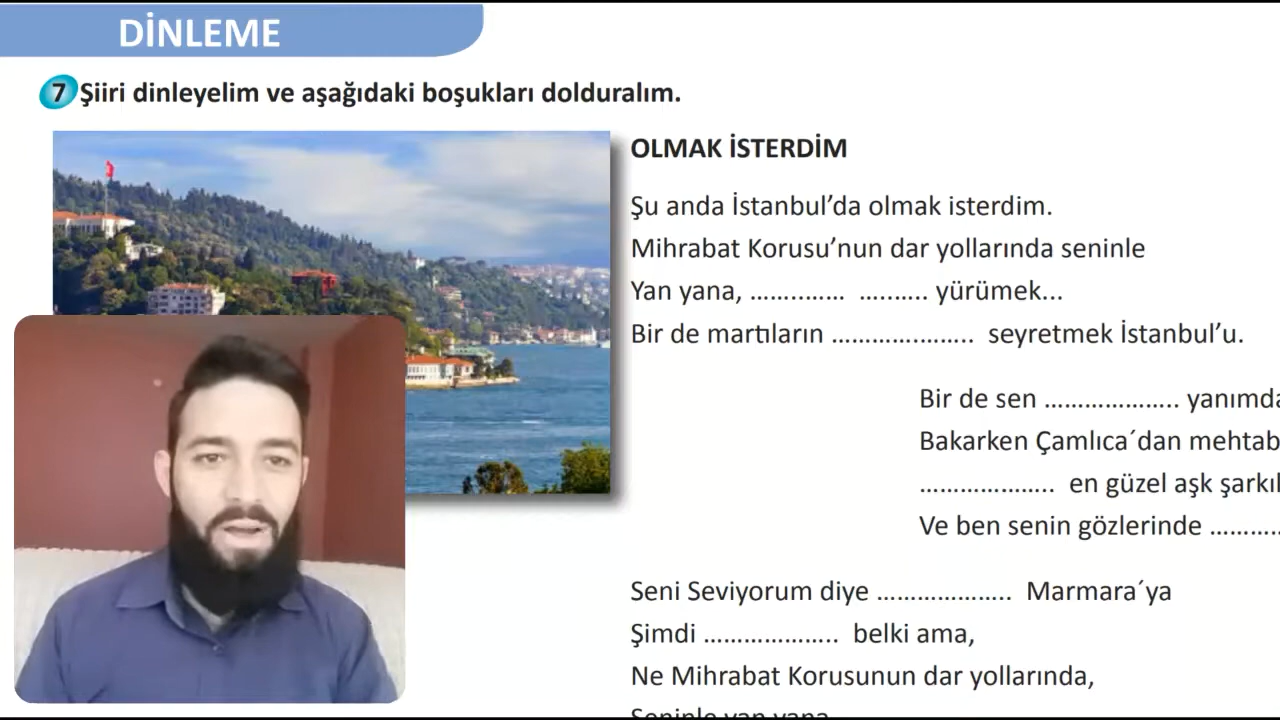 DİNLEME
7 Şiiri dinleyelim ve aşağıdaki boşukları dolduralım.
OLMAK İSTERDİM
Şu anda İstanbul’da olmak isterdim.
Mihrabat Korusu’nun dar yollarında seninle
Yan yana, ……..…… …..….. yürümek...
Bir de martıların ………….…….. seyretmek İstanbul’u.
Bir de sen ……………….. yanımda
Bakarken Çamlıca´dan mehtab
……………….. en güzel aşk şarkıl
Ve ben senin gözlerinde ……….
Seni Seviyorum diye ……………….. Marmara´ya
Şimdi ……………….. belki ama,
Ne Mihrabat Korusunun dar yollarında,
Seninle yan yana